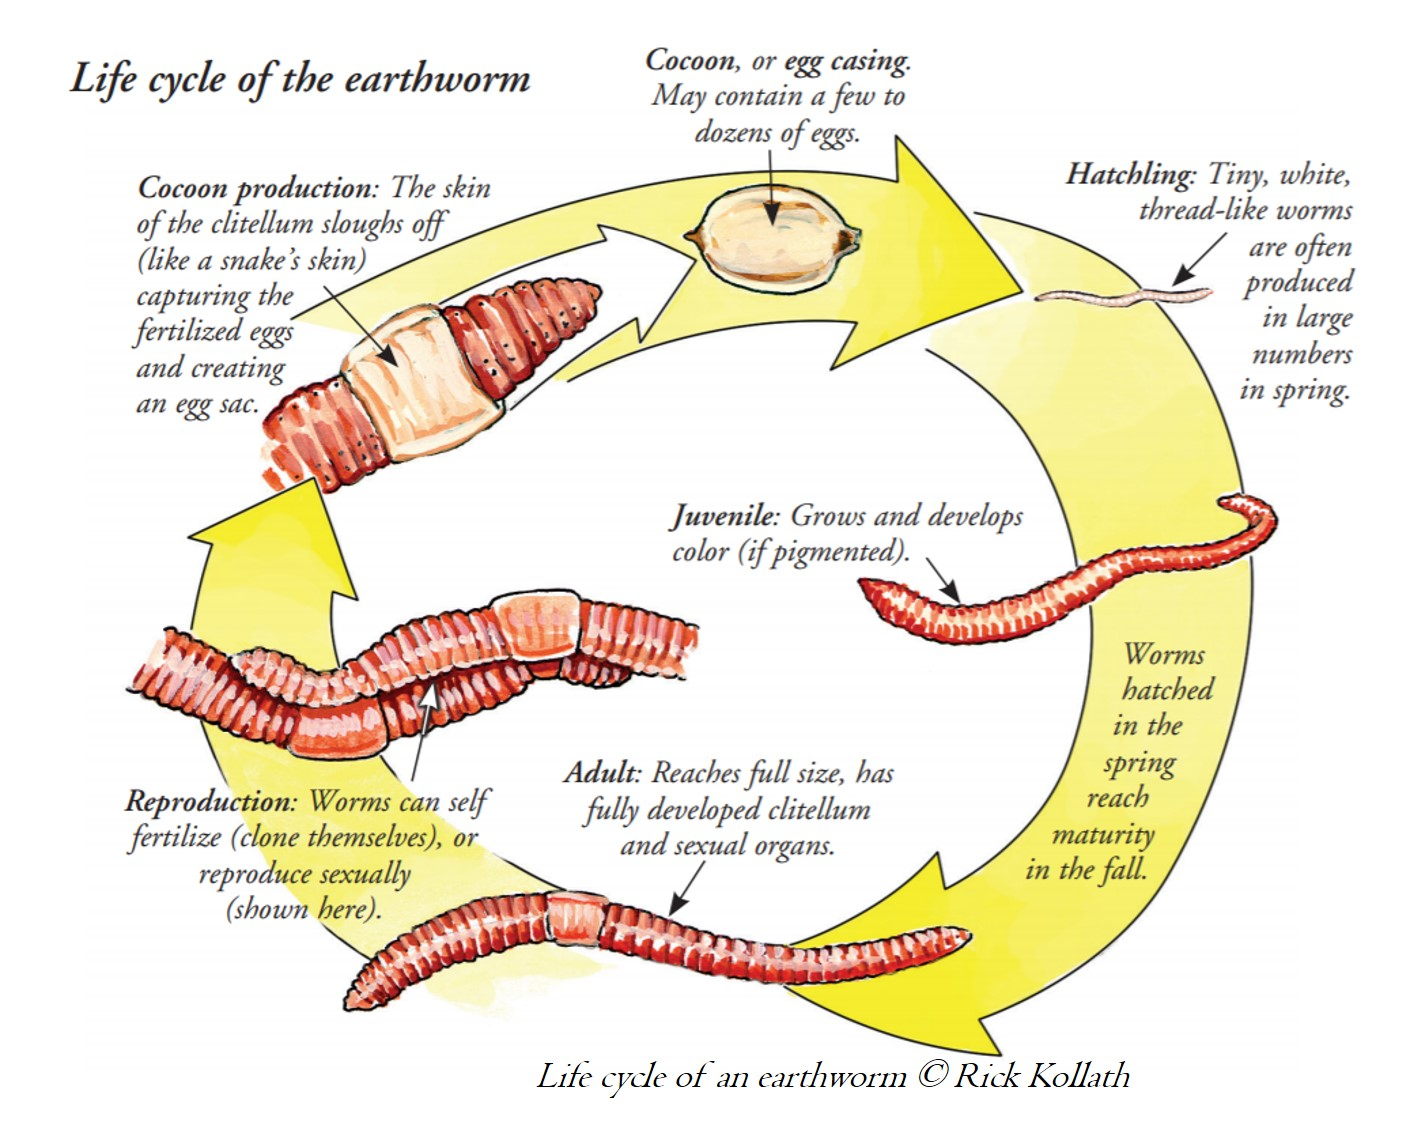 Life cycle of the earthworm
Cocoon, or egg casing.
May contain a few to
dozens of eggs.
Hatchling: Tiny, white,
thread-like worms
are often
produced
in large
numbers
in spring.
Cocoon production: The skin
of the clitellum sloughs off
(like a snake's skin)
capturing the
fertilized eggs
and creating
an egg sac.
Juvenile: Grows and develops
color (if pigmented).
Worms
hatched
in the
spring
reach
maturity
in the fall.
Adult: Reaches full size, has
fully developed clitellum
and sexual organs.
Reproduction: Worms can self
fertilize (clone themselves), or
reproduce sexually
(shown here).
Life cycle of an earthworm © Rick Kollath